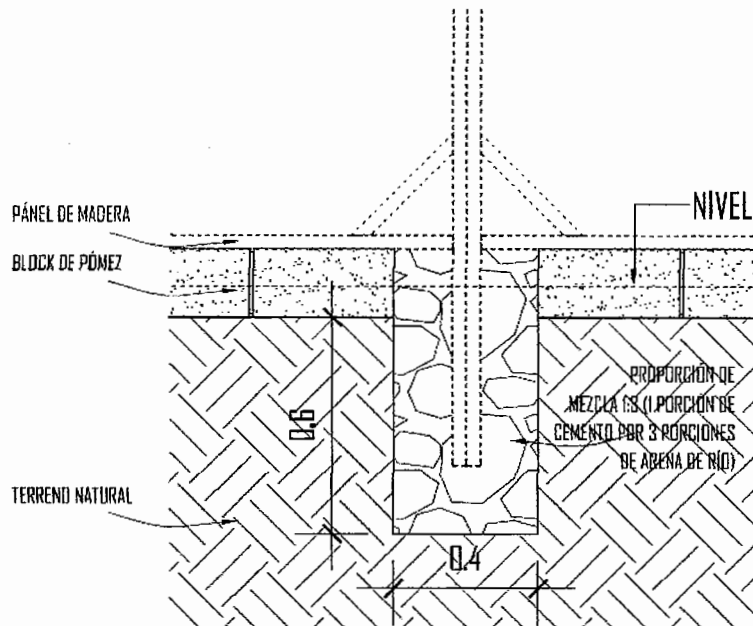 PÁNEL DE MADERA
NIVEL
BLOCK DE PÓMEZ
PROPORCIÓN DE
MEZCLA 1:3 (1 PORCIÓN DE
CEMENTO POR 3 PORCIONES
DE ARENA DE RÍO)
0.6
TERRENO NATURAL
0.4